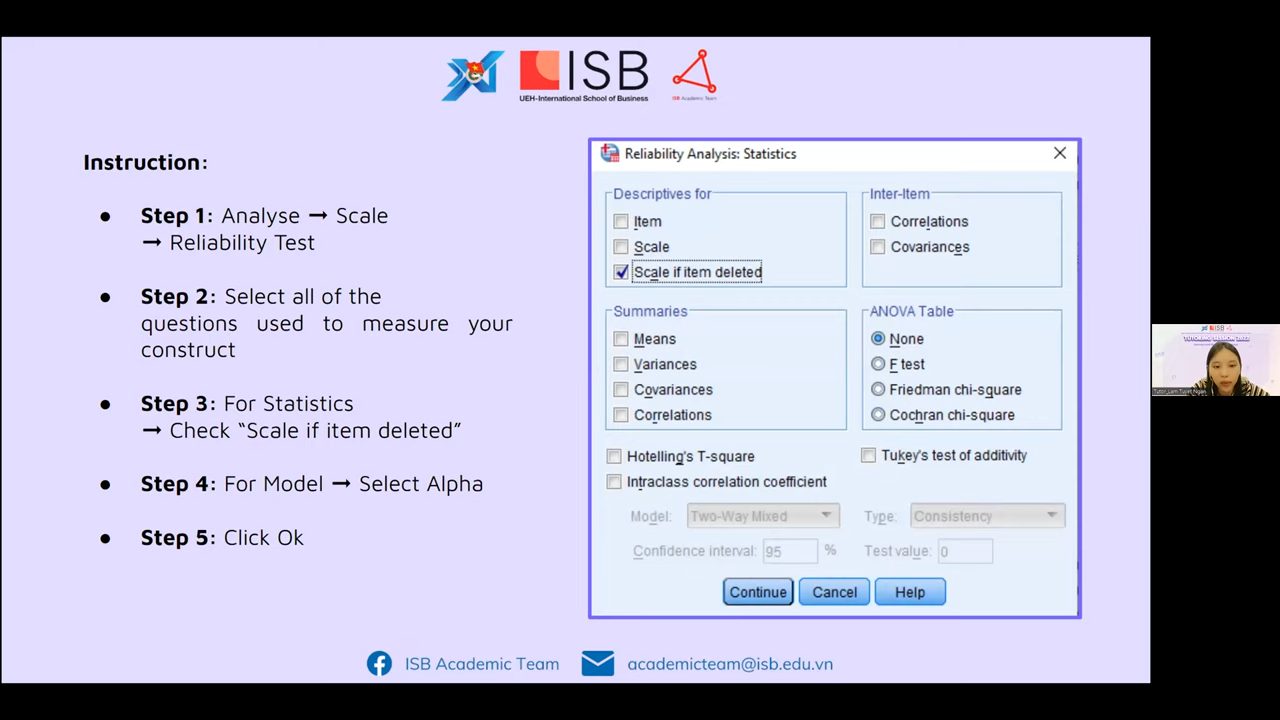 ISB
UEH-International School of Business
ISB Academic Team
Instruction:
● Step 1: Analyse → Scale
→ Reliability Test
● Step 2: Select all of the
questions used to measure your
construct
● Step 3: For Statistics
→ Check “Scale if item deleted”
● Step 4: For Model → Select Alpha
● Step 5: Click Ok
Reliability Analysis: Statistics
Descriptives for
Item
Scale
Scale if item deleted
Inter-Item
Correlations
Covariances
Summaries
Means
Variances
Covariances
Correlations
ANOVA Table
None
F test
Friedman chi-square
Cochran chi-square
Hotelling's T-square
Tukey's test of additivity
Intraclass correlation coefficient
Model: Two-Way Mixed
Type: Consistency
Confidence interval: 95 %
Test value: 0
Continue Cancel Help
ISB Academic Team
academicteam@isb.edu.vn
ISB